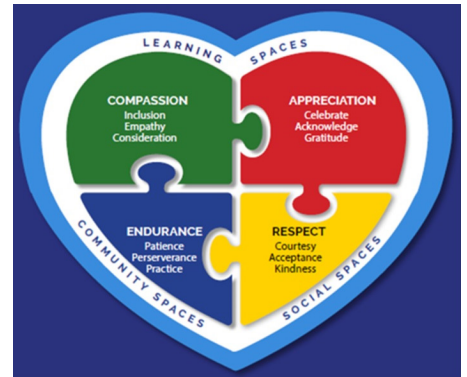 LEARNING SPACES
COMPASSION
Inclusion
Empathy
Consideration
APPRECIATION
Celebrate
Acknowledge
Gratitude
ENDURANCE
Patience
Perserverance
Practice
RESPECT
Courtesy
Acceptance
Kindness
COMMUNITY SPACES
SOCIAL SPACES